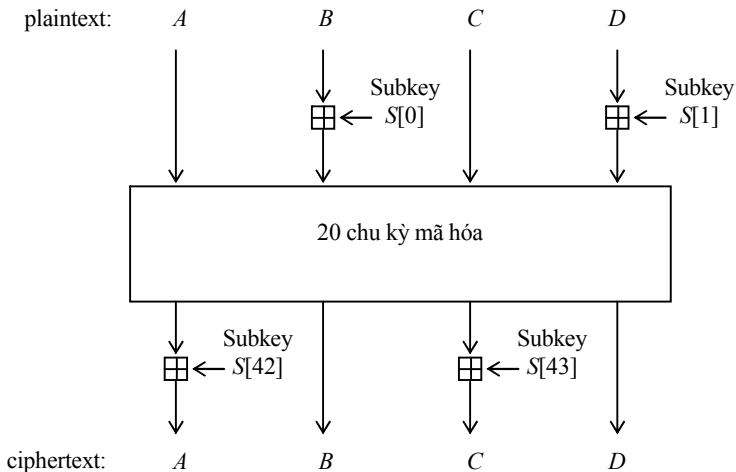 plaintext: A B C D
Subkey Subkey
S[0] S[1]
20 chu kỳ mã hóa
Subkey Subkey
S[42] S[43]
ciphertext: A B C D